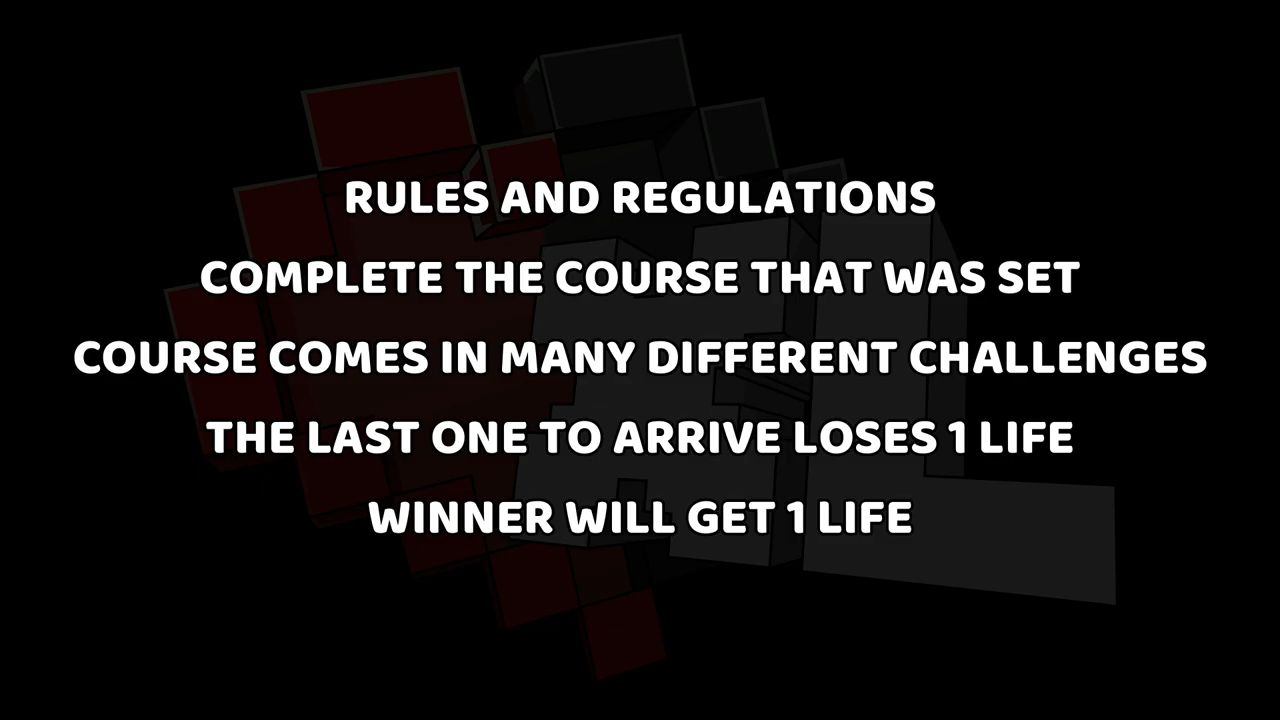 RULES AND REGULATIONS
COMPLETE THE COURSE THAT WAS SET
COURSE COMES IN MANY DIFFERENT CHALLENGES
THE LAST ONE TO ARRIVE LOSES 1 LIFE
WINNER WILL GET 1 LIFE